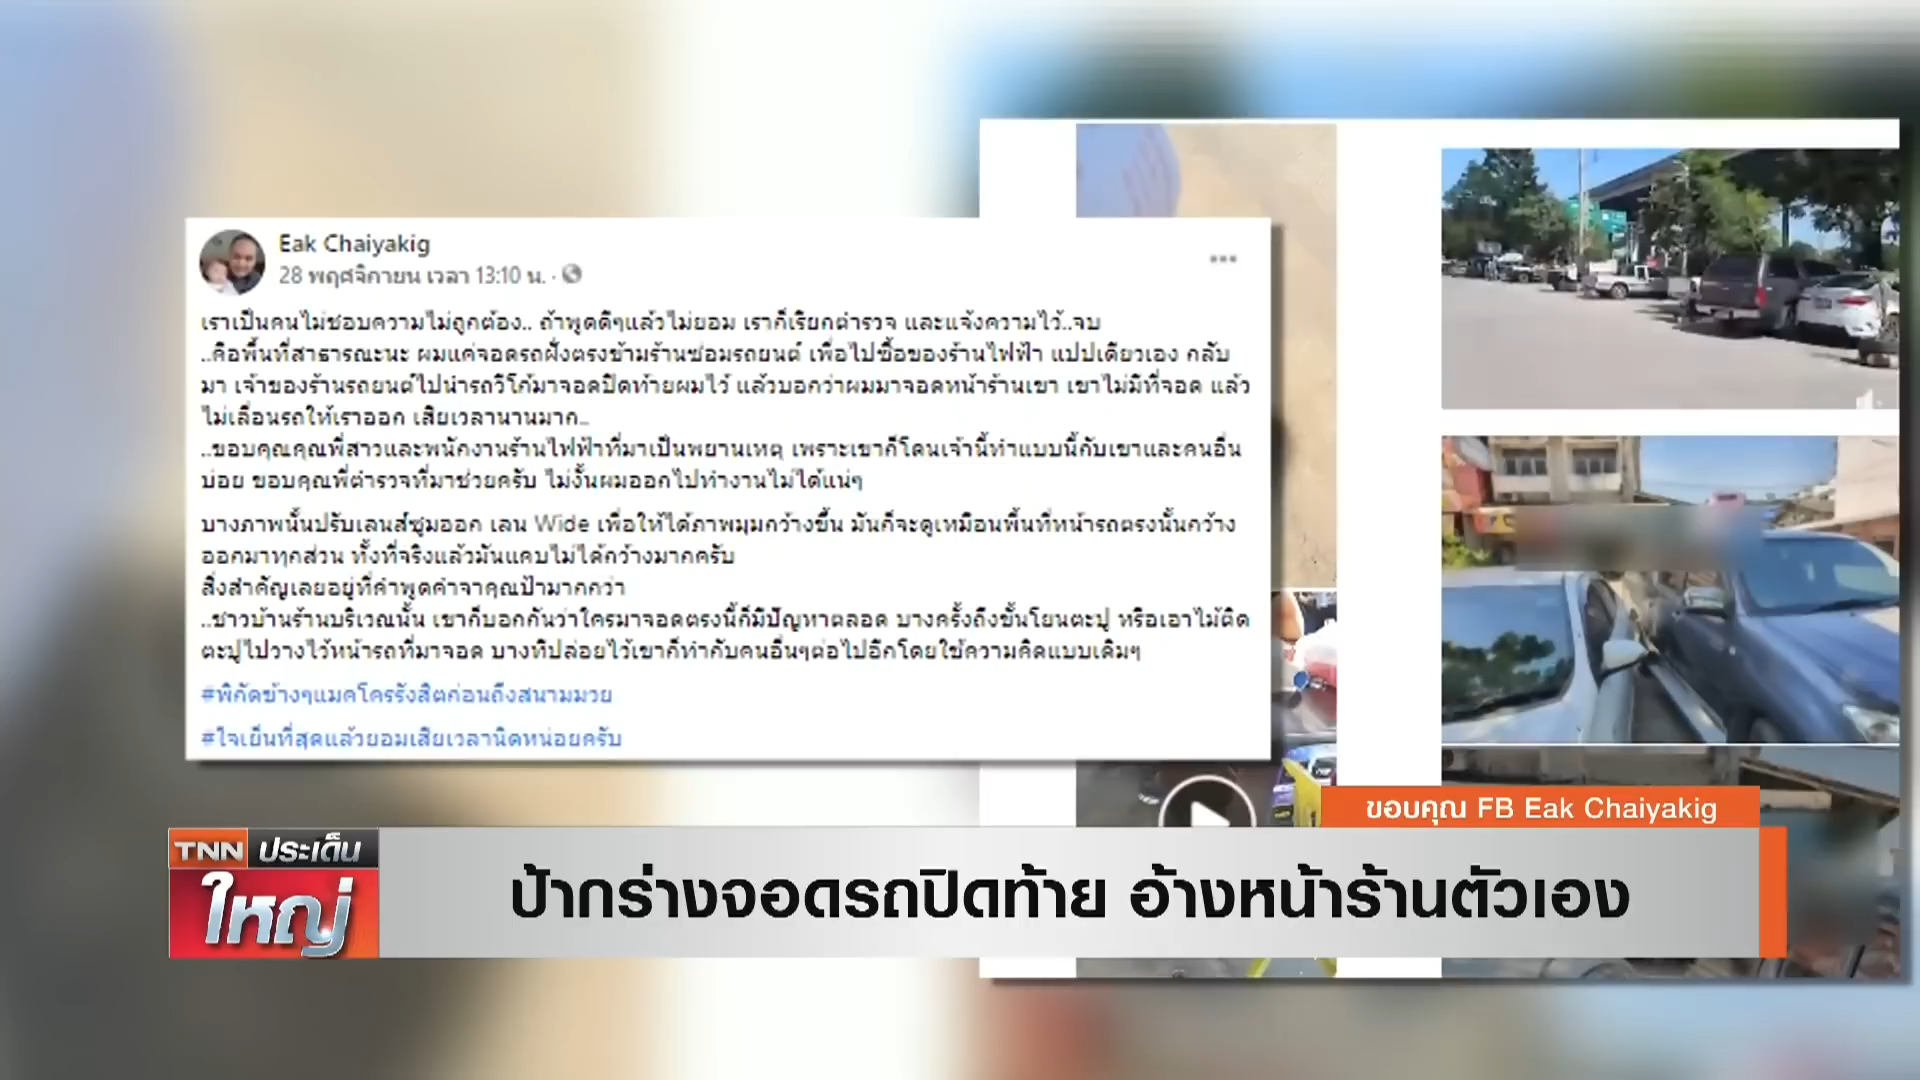 Eak Chaiyakig
28 พฤศจิกายน เวลา 13:10 น. ·
เราเป็นคนไม่ชอบความไม่ถูกต้อง.. ถ้าพูดดีๆแล้วไม่ยอม เราก็เรียกตำรวจ และแจ้งความไว้..จบ
..คือพื้นที่สาธารณะนะ ผมแค่จอดรถฝั่งตรงข้ามร้านซ่อมรถยนต์ เพื่อไปซื้อของร้านไฟฟ้า แปปเดียวเอง กลับ
มา เจ้าของร้านรถยนต์ไปนำรถวีโก้มาจอดปิดท้ายผมไว้ แล้วบอกว่าผมมาจอดหน้าร้านเขา เขาไม่มีที่จอด แล้ว
ไม่เลื่อนรถให้เราออก เสียเวลานานมาก..
..ขอบคุณคุณพี่สาวและพนักงานร้านไฟฟ้าที่มาเป็นพยานเหตุ เพราะเขาก็โดนเจ้านี้ทำแบบนี้กับเขาและคนอื่น
บ่อย ขอบคุณพี่ตำรวจที่มาช่วยครับ ไม่งั้นผมออกไปทำงานไม่ได้แน่ๆ
บางภาพนั้นปรับเลนส์ซูมออก เลน Wide เพื่อให้ได้ภาพมุมกว้างขึ้น มันก็จะดูเหมือนพื้นที่หน้ารถตรงนั้นกว้าง
ออกมาทุกส่วน ทั้งที่จริงแล้วมันแคบไม่ได้กว้างมากครับ
สิ่งสำคัญเลยอยู่ที่คำพูดคำจาคุณป้ามากกว่า
..ชาวบ้านร้านบริเวณนั้น เขาก็บอกกันว่าใครมาจอดตรงนี้ก็มีปัญหาตลอด บางครั้งถึงขั้นโยนตะปู หรือเอาไม้ติด
ตะปูไปวางไว้หน้ารถที่มาจอด บางทีปล่อยไว้เขาก็ทำกับคนอื่นๆต่อไปอีกโดยใช้ความคิดแบบเดิมๆ
#พิกัดข้างๆแมคโครรังสิตก่อนถึงสนามมวย
#ใจเย็นที่สุดแล้วยอมเสียเวลานิดหน่อยครับ
ขอบคุณ FB Eak Chaiyakig
TNN ประเด็น
ใหญ่
ป้ากร่างจอดรถปิดท้าย อ้างหน้าร้านตัวเอง